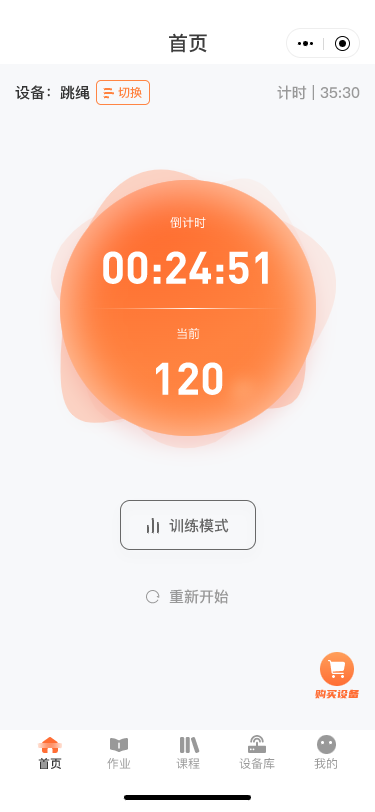 首页
设备：跳绳 切换 计时 | 35:30
倒计时
00:24:51
当前
120
训练模式
重新开始
购买设备
首页 作业 课程 设备库 我的